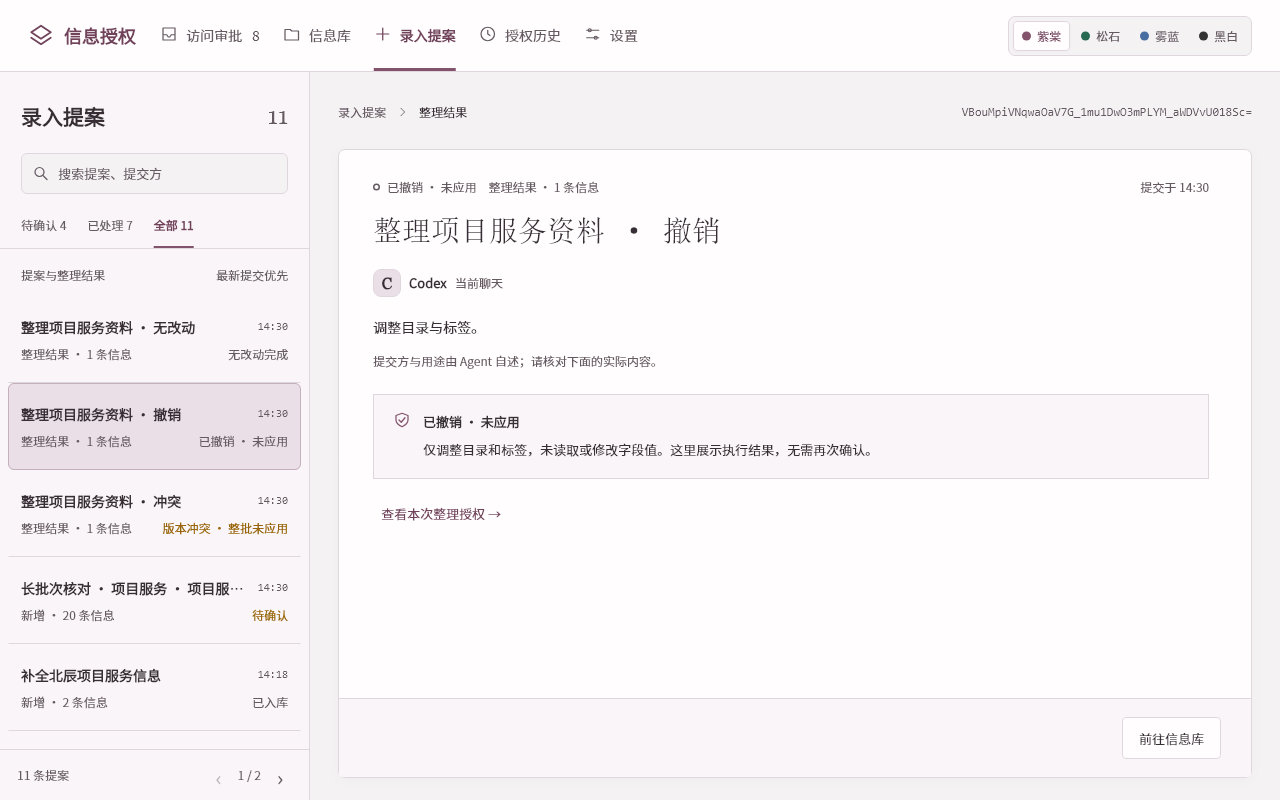 信息授权
访问审批 8
信息库
录入提案
授权历史
设置
紫棠
松石
雾蓝
黑白
录入提案 11
搜索提案、提交方
待确认 4 已处理 7 全部 11
提案与整理结果 最新提交优先
整理项目服务资料 · 无改动 14:30
整理结果 · 1 条信息 无改动完成
整理项目服务资料 · 撤销 14:30
整理结果 · 1 条信息 已撤销 · 未应用
整理项目服务资料 · 冲突 14:30
整理结果 · 1 条信息 版本冲突 · 整批未应用
长批次核对 · 项目服务 · 项目服… 14:30
新增 · 20 条信息 待确认
补全北辰项目服务信息 14:18
新增 · 2 条信息 已入库
11 条提案 ‹ 1 / 2 ›
录入提案 > 整理结果 VBouMpiVNqwaOaV7G_1mu1DwO3mPLYM_aWDVvU018Sc=
已撤销 · 未应用 整理结果 · 1 条信息 提交于 14:30
整理项目服务资料 · 撤销
C Codex 当前聊天
调整目录与标签。
提交方与用途由 Agent 自述；请核对下面的实际内容。
已撤销 · 未应用
仅调整目录和标签，未读取或修改字段值。这里展示执行结果，无需再次确认。
查看本次整理授权 →
前往信息库